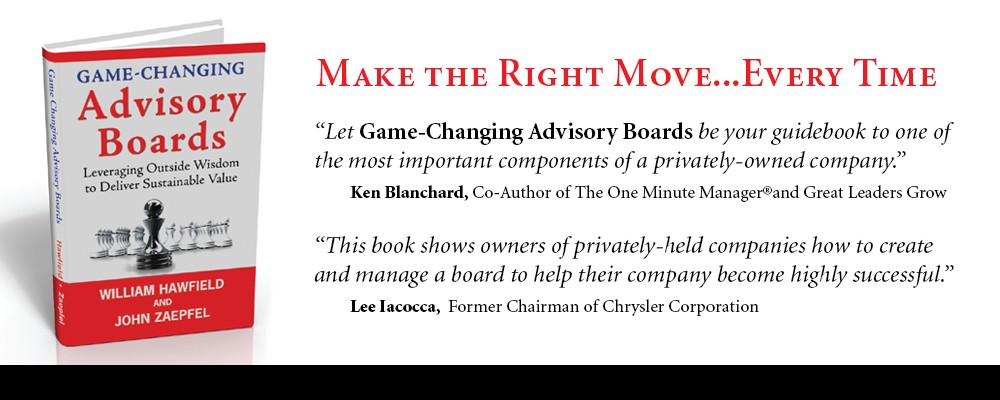 GAME-CHANGING
Advisory
Boards
Leveraging Outside Wisdom
to Deliver Sustainable Value
WILLIAM HAWFIELD
AND
JOHN ZAEPFEL
Game Changing Advisory Boards Hawfield • Zaepfel
MAKE THE RIGHT MOVE...EVERY TIME
“Let Game-Changing Advisory Boards be your guidebook to one of
the most important components of a privately-owned company.”
Ken Blanchard, Co-Author of The One Minute Manager®and Great Leaders Grow
“This book shows owners of privately-held companies how to create
and manage a board to help their company become highly successful.”
Lee Iacocca, Former Chairman of Chrysler Corporation